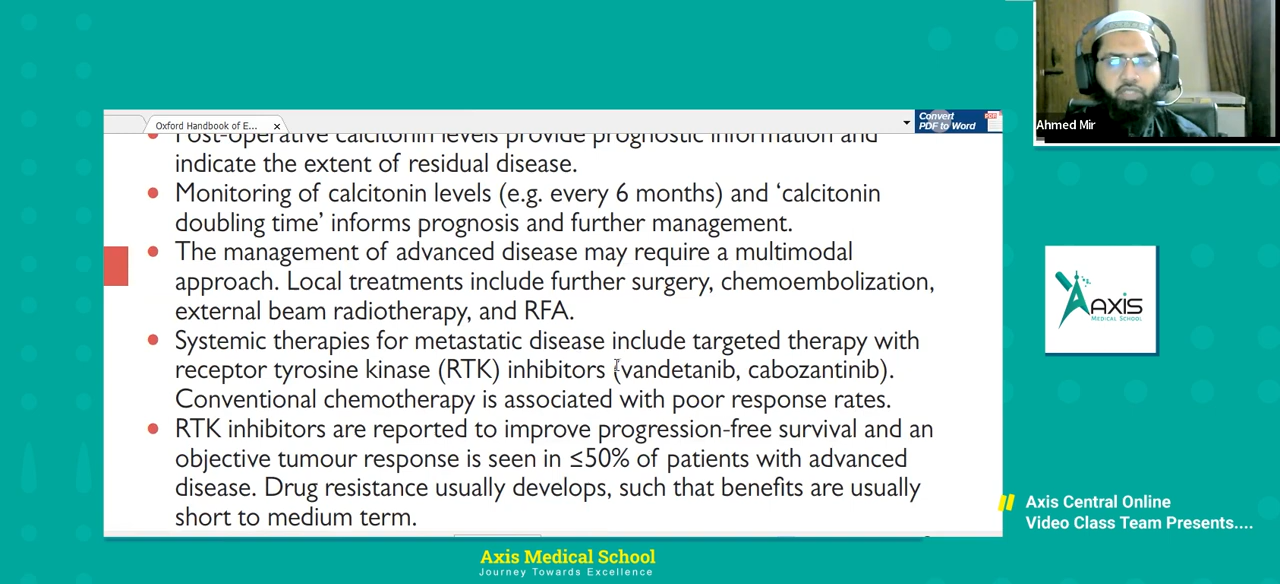 Oxford Handbook of E...
Convert
PDF to Word
Ahmed Mir
Post-operative calcitonin levels provide prognostic information and
indicate the extent of residual disease.
• Monitoring of calcitonin levels (e.g. every 6 months) and ‘calcitonin
doubling time’ informs prognosis and further management.
• The management of advanced disease may require a multimodal
approach. Local treatments include further surgery, chemoembolization,
external beam radiotherapy, and RFA.
• Systemic therapies for metastatic disease include targeted therapy with
receptor tyrosine kinase (RTK) inhibitors (vandetanib, cabozantinib).
Conventional chemotherapy is associated with poor response rates.
• RTK inhibitors are reported to improve progression-free survival and an
objective tumour response is seen in ≤50% of patients with advanced
disease. Drug resistance usually develops, such that benefits are usually
short to medium term.
AXIS
MEDICAL SCHOOL
Axis Central Online
Video Class Team Presents....
Axis Medical School
Journey Towards Excellence